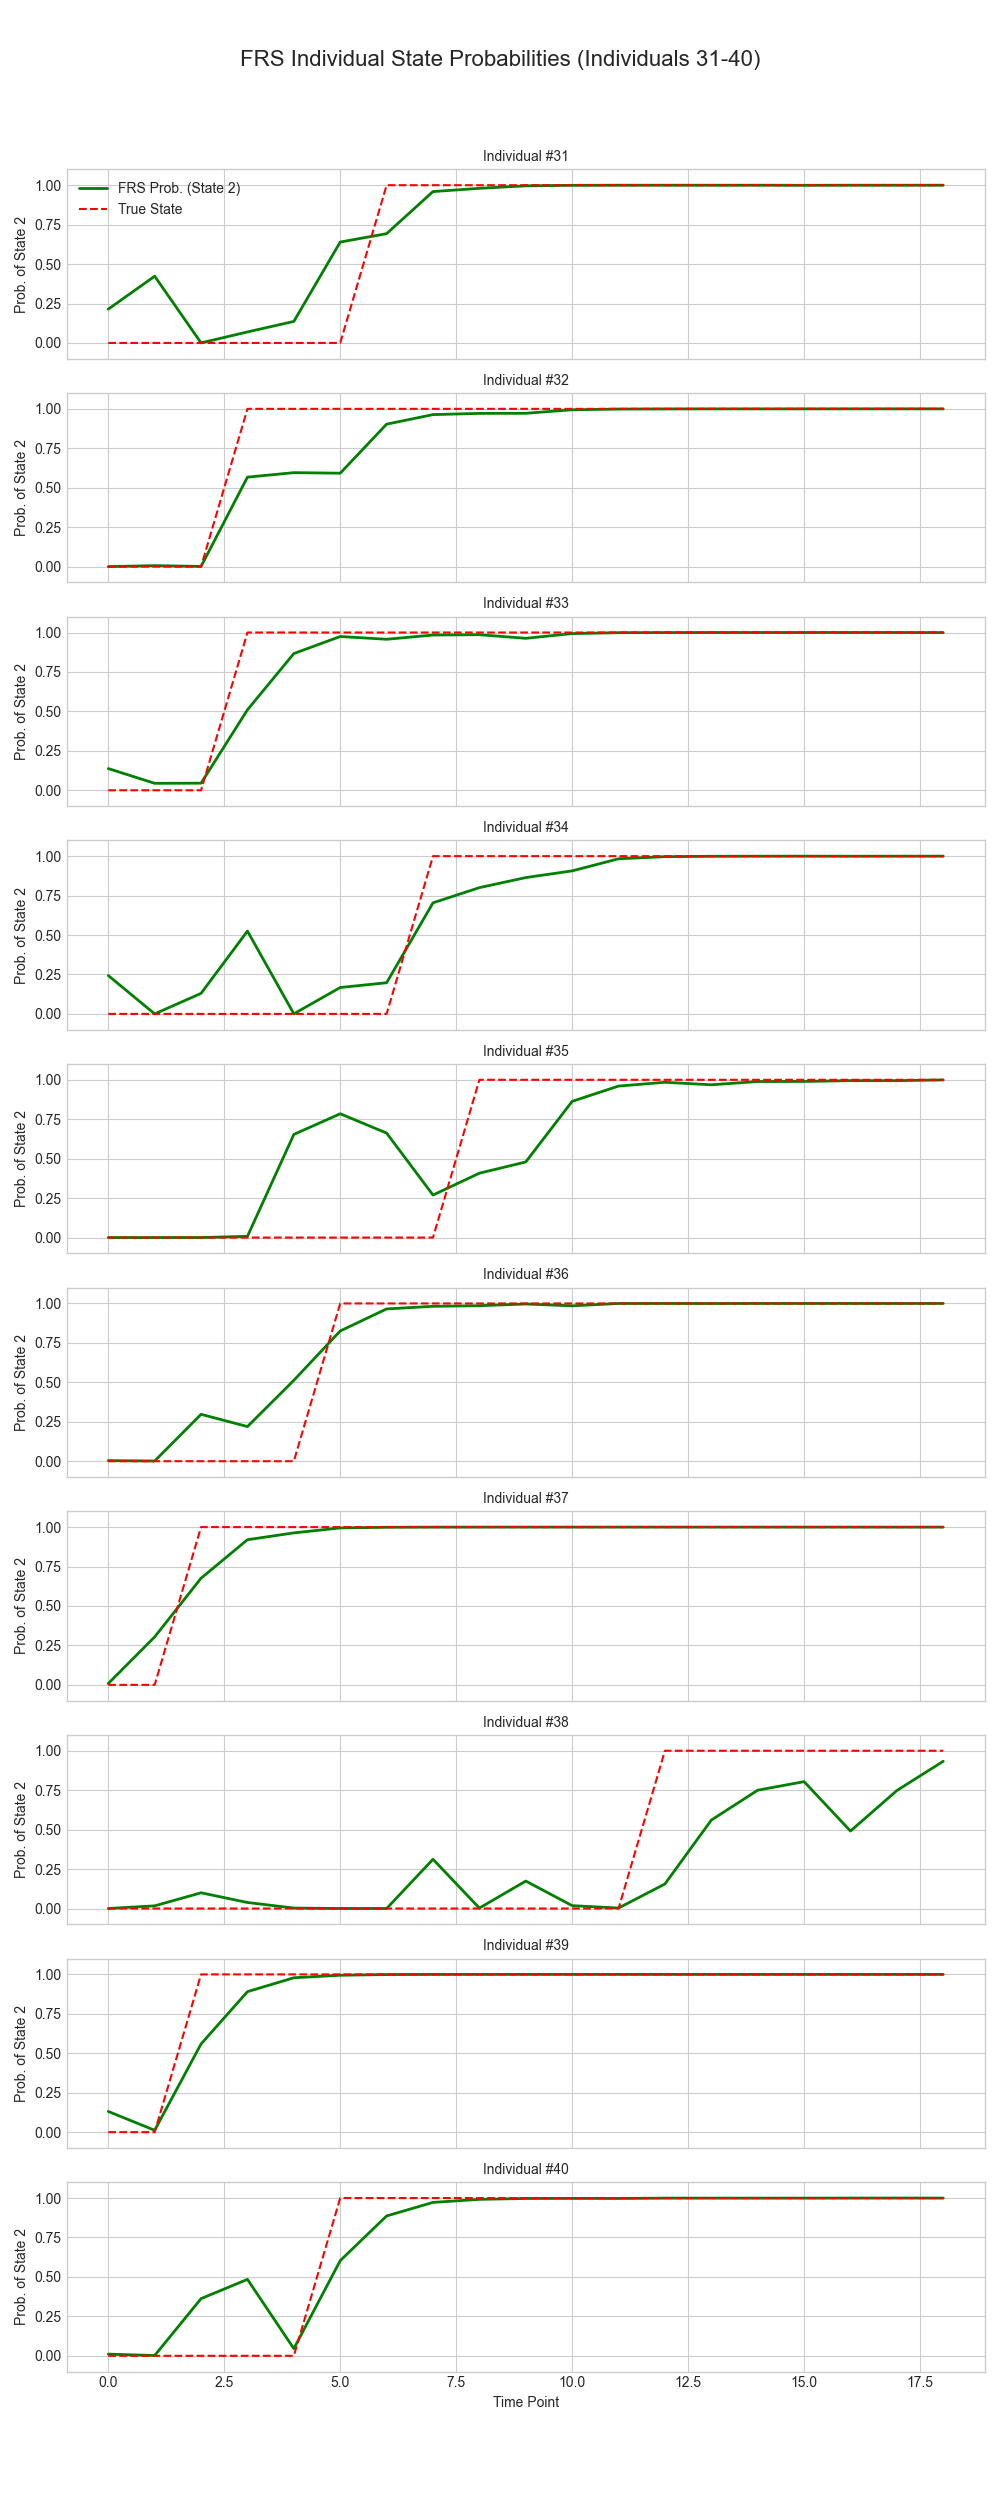 FRS Individual State Probabilities (Individuals 31-40)
Individual #31
FRS Prob. (State 2)
True State
Prob. of State 2
1.00
0.75
0.50
0.25
0.00
Individual #32
Prob. of State 2
1.00
0.75
0.50
0.25
0.00
Individual #33
Prob. of State 2
1.00
0.75
0.50
0.25
0.00
Individual #34
Prob. of State 2
1.00
0.75
0.50
0.25
0.00
Individual #35
Prob. of State 2
1.00
0.75
0.50
0.25
0.00
Individual #36
Prob. of State 2
1.00
0.75
0.50
0.25
0.00
Individual #37
Prob. of State 2
1.00
0.75
0.50
0.25
0.00
Individual #38
Prob. of State 2
1.00
0.75
0.50
0.25
0.00
Individual #39
Prob. of State 2
1.00
0.75
0.50
0.25
0.00
Individual #40
Prob. of State 2
1.00
0.75
0.50
0.25
0.00
0.0 2.5 5.0 7.5 10.0 12.5 15.0 17.5
Time Point